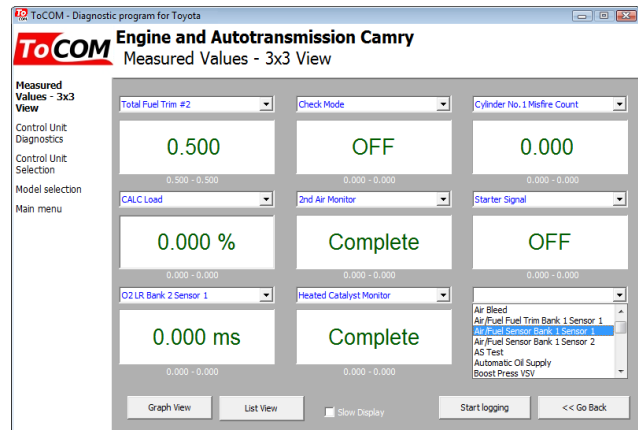 ToCOM - Diagnostic program for Toyota
ToCOM
Engine and Autotransmission Camry
Measured Values - 3x3 View
Measured
Values - 3x3
View
Control Unit
Diagnostics
Control Unit
Selection
Model selection
Main menu
Total Fuel Trim #2
Check Mode
Cylinder No. 1 Misfire Count
0.500
OFF
0.000
0.500 - 0.500
0.000 - 0.000
0.000 - 0.000
CALC Load
2nd Air Monitor
Starter Signal
0.000 %
Complete
OFF
0.000 - 0.000
0.000 - 0.000
0.000 - 0.000
O2 LR Bank 2 Sensor 1
Heated Catalyst Monitor
0.000 ms
Complete
0.000 - 0.000
0.000 - 0.000
Air Bleed
Air/Fuel Fuel Trim Bank 1 Sensor 1
Air/Fuel Sensor Bank 1 Sensor 1
Air/Fuel Sensor Bank 1 Sensor 2
AS Test
Automatic Oil Supply
Boost Press VSV
Graph View
List View
Slow Display
Start logging
<< Go Back